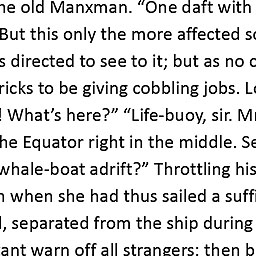 he old Manxman. “One daft with
But this only the more affected s
s directed to see to it; but as no
ricks to be giving cobbling jobs. L
! What’s here?” “Life-buoy, sir. M
he Equator right in the middle. Se
whale-boat adrift?” Throttling his
n when she had thus sailed a suffi
, separated from the ship during
ant warn off all strangers; then b